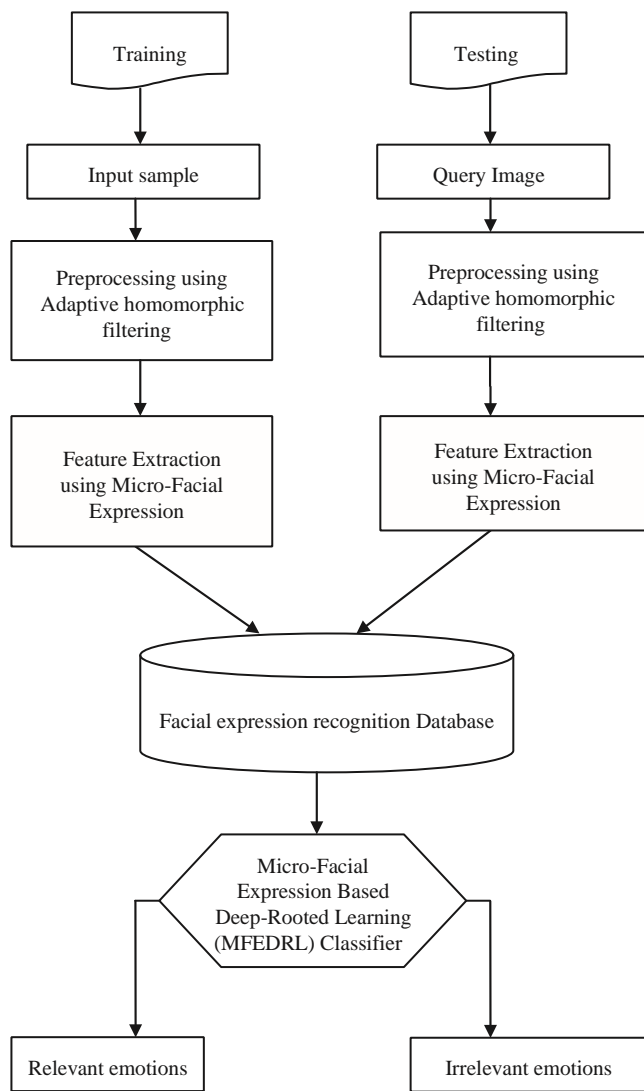 Training
Testing
Input sample
Query Image
Preprocessing using
Adaptive homomorphic
filtering
Preprocessing using
Adaptive homomorphic
filtering
Feature Extraction
using Micro-Facial
Expression
Feature Extraction
using Micro-Facial
Expression
Facial expression recognition Database
Micro-Facial
Expression Based
Deep-Rooted Learning
(MFEDRL) Classifier
Relevant emotions
Irrelevant emotions